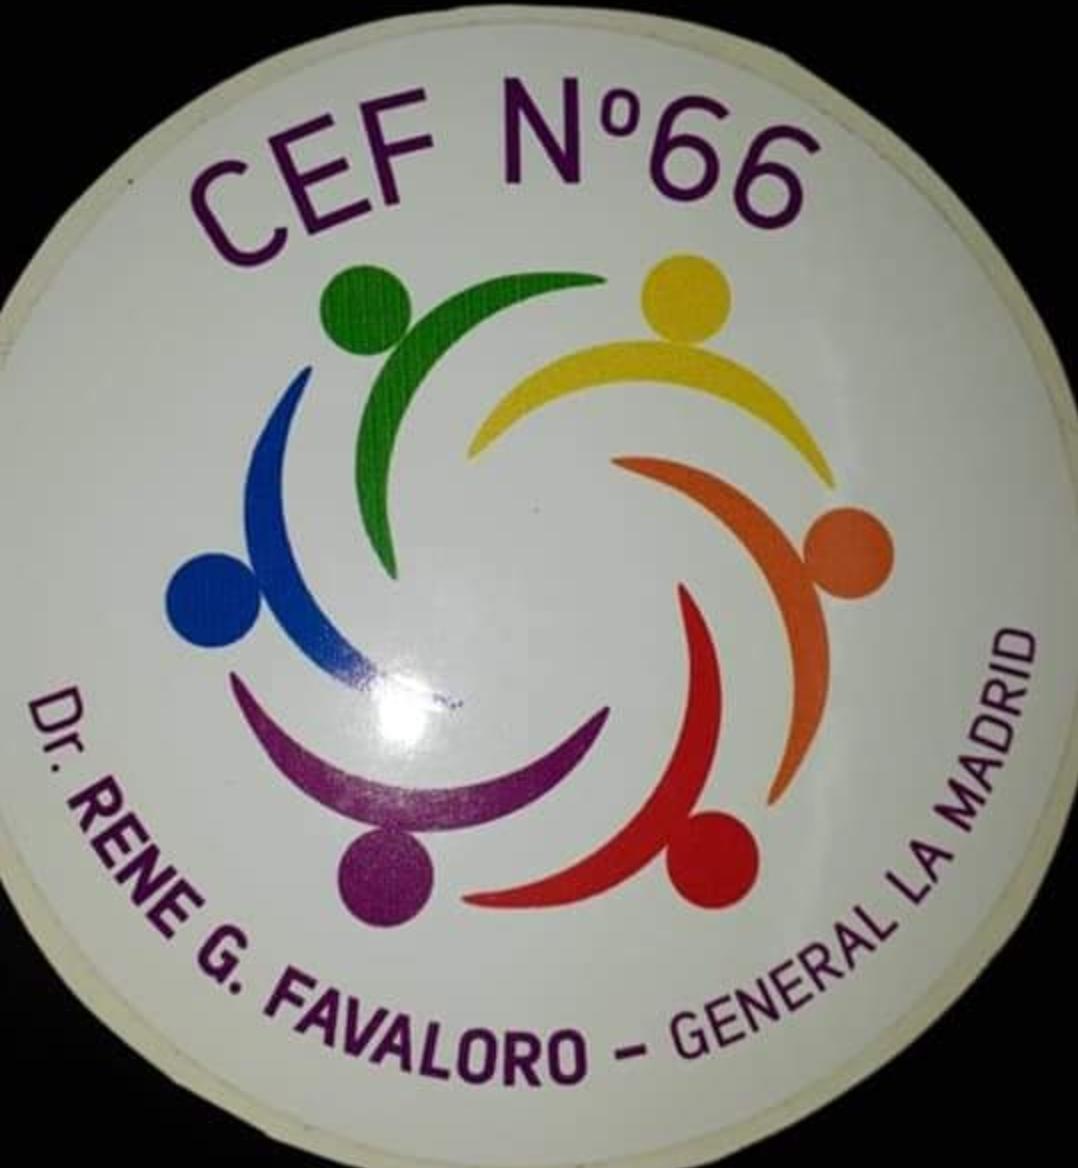 CEF Nº66
Dr. RENE G. FAVALORO - GENERAL LA MADRID